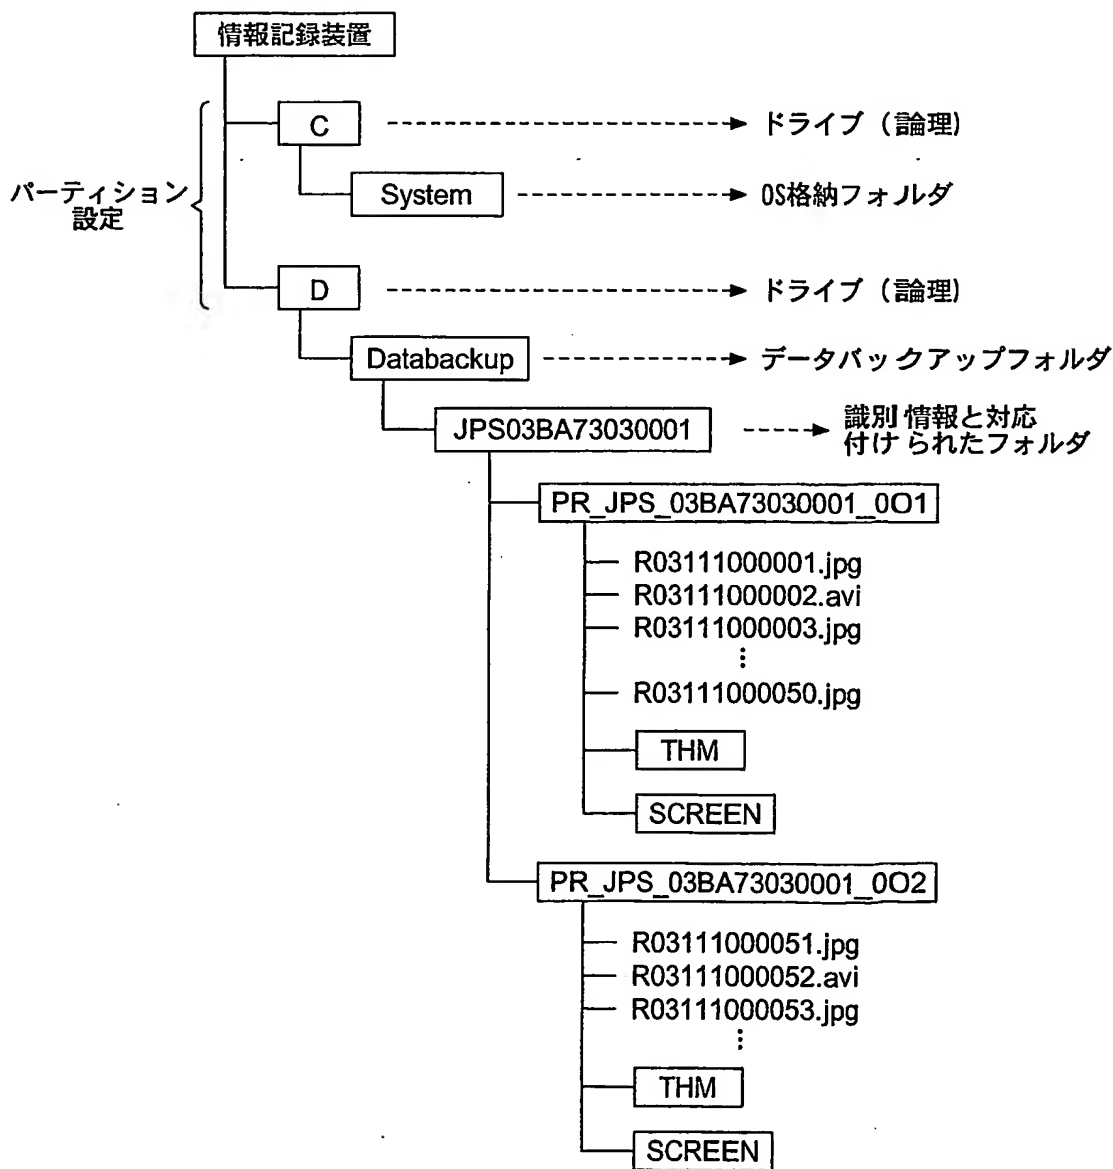 情報記録装置
C
ドライブ (論理)
パーティション
設定
System
OS格納フォルダ
D
ドライブ (論理)
Databackup
データバックアップフォルダ
JPS03BA73030001
識別情報と対応
付けられたフォルダ
PR_JPS_03BA73030001_001
R03111000001.jpg
R03111000002.avi
R03111000003.jpg
⋮
R03111000050.jpg
THM
SCREEN
PR_JPS_03BA73030001_002
R03111000051.jpg
R03111000052.avi
R03111000053.jpg
⋮
THM
SCREEN